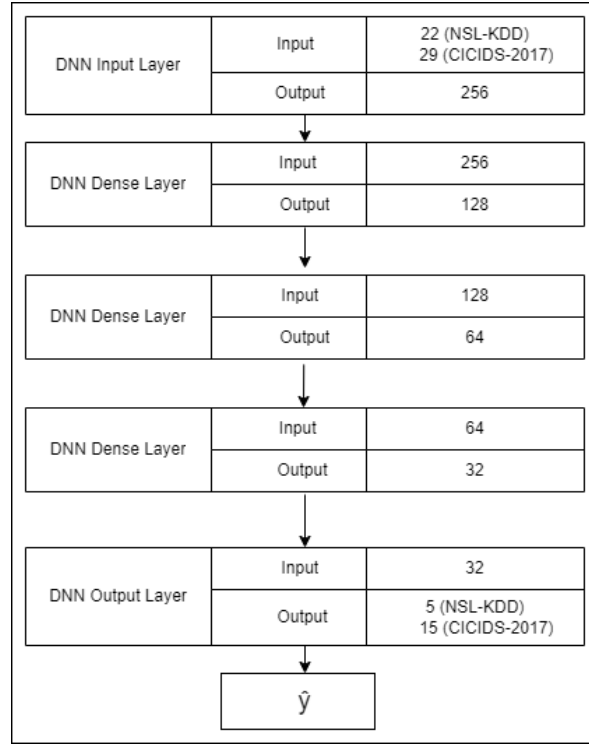 DNN Input Layer
Input
22 (NSL-KDD)
29 (CICIDS-2017)
Output
256
DNN Dense Layer
Input
256
Output
128
DNN Dense Layer
Input
128
Output
64
DNN Dense Layer
Input
64
Output
32
DNN Output Layer
Input
32
Output
5 (NSL-KDD)
15 (CICIDS-2017)
ŷ